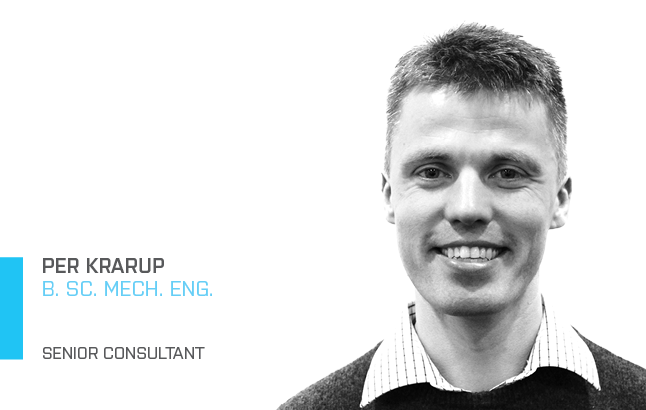 PER KRARUP
B. SC. MECH. ENG.
SENIOR CONSULTANT